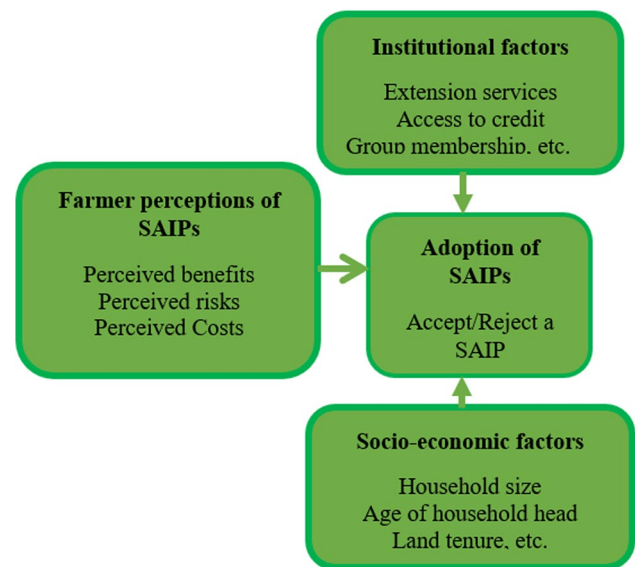 Institutional factors
Extension services
Access to credit
Group membership, etc.
Farmer perceptions of
SAIPs
Perceived benefits
Perceived risks
Perceived Costs
Adoption of
SAIPs
Accept/Reject a
SAIP
Socio-economic factors
Household size
Age of household head
Land tenure, etc.